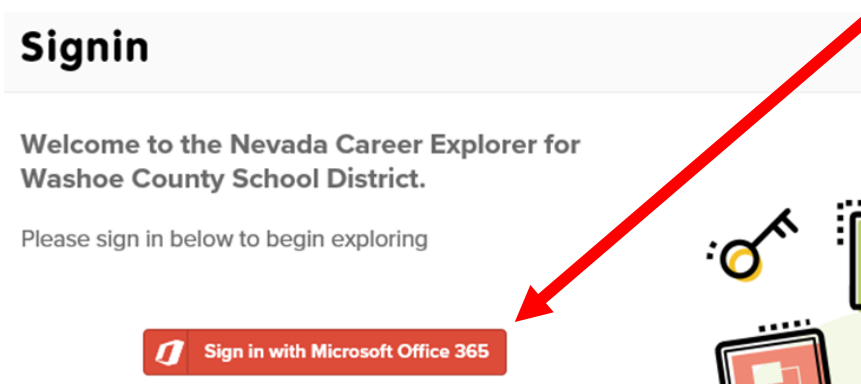 Signin
Welcome to the Nevada Career Explorer for
Washoe County School District.
Please sign in below to begin exploring
Sign in with Microsoft Office 365